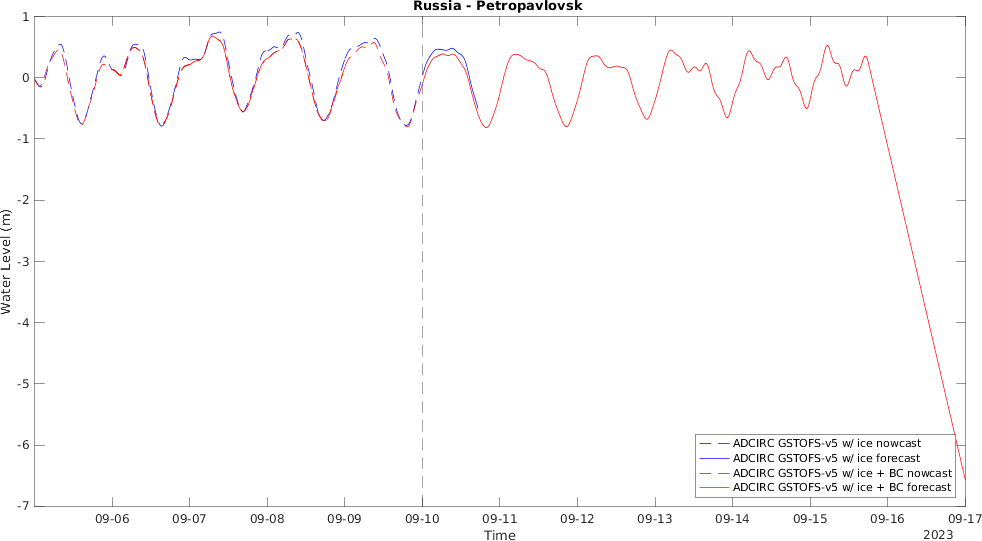 Russia - Petropavlovsk
1
0
-1
-2
-3
-4
-5
-6
-7
Water Level (m)
ADCIRC GSTOFS-v5 w/ ice nowcast
ADCIRC GSTOFS-v5 w/ ice forecast
ADCIRC GSTOFS-v5 w/ ice + BC nowcast
ADCIRC GSTOFS-v5 w/ ice + BC forecast
09-06 09-07 09-08 09-09 09-10 09-11 09-12 09-13 09-14 09-15 09-16 09-17
Time
2023